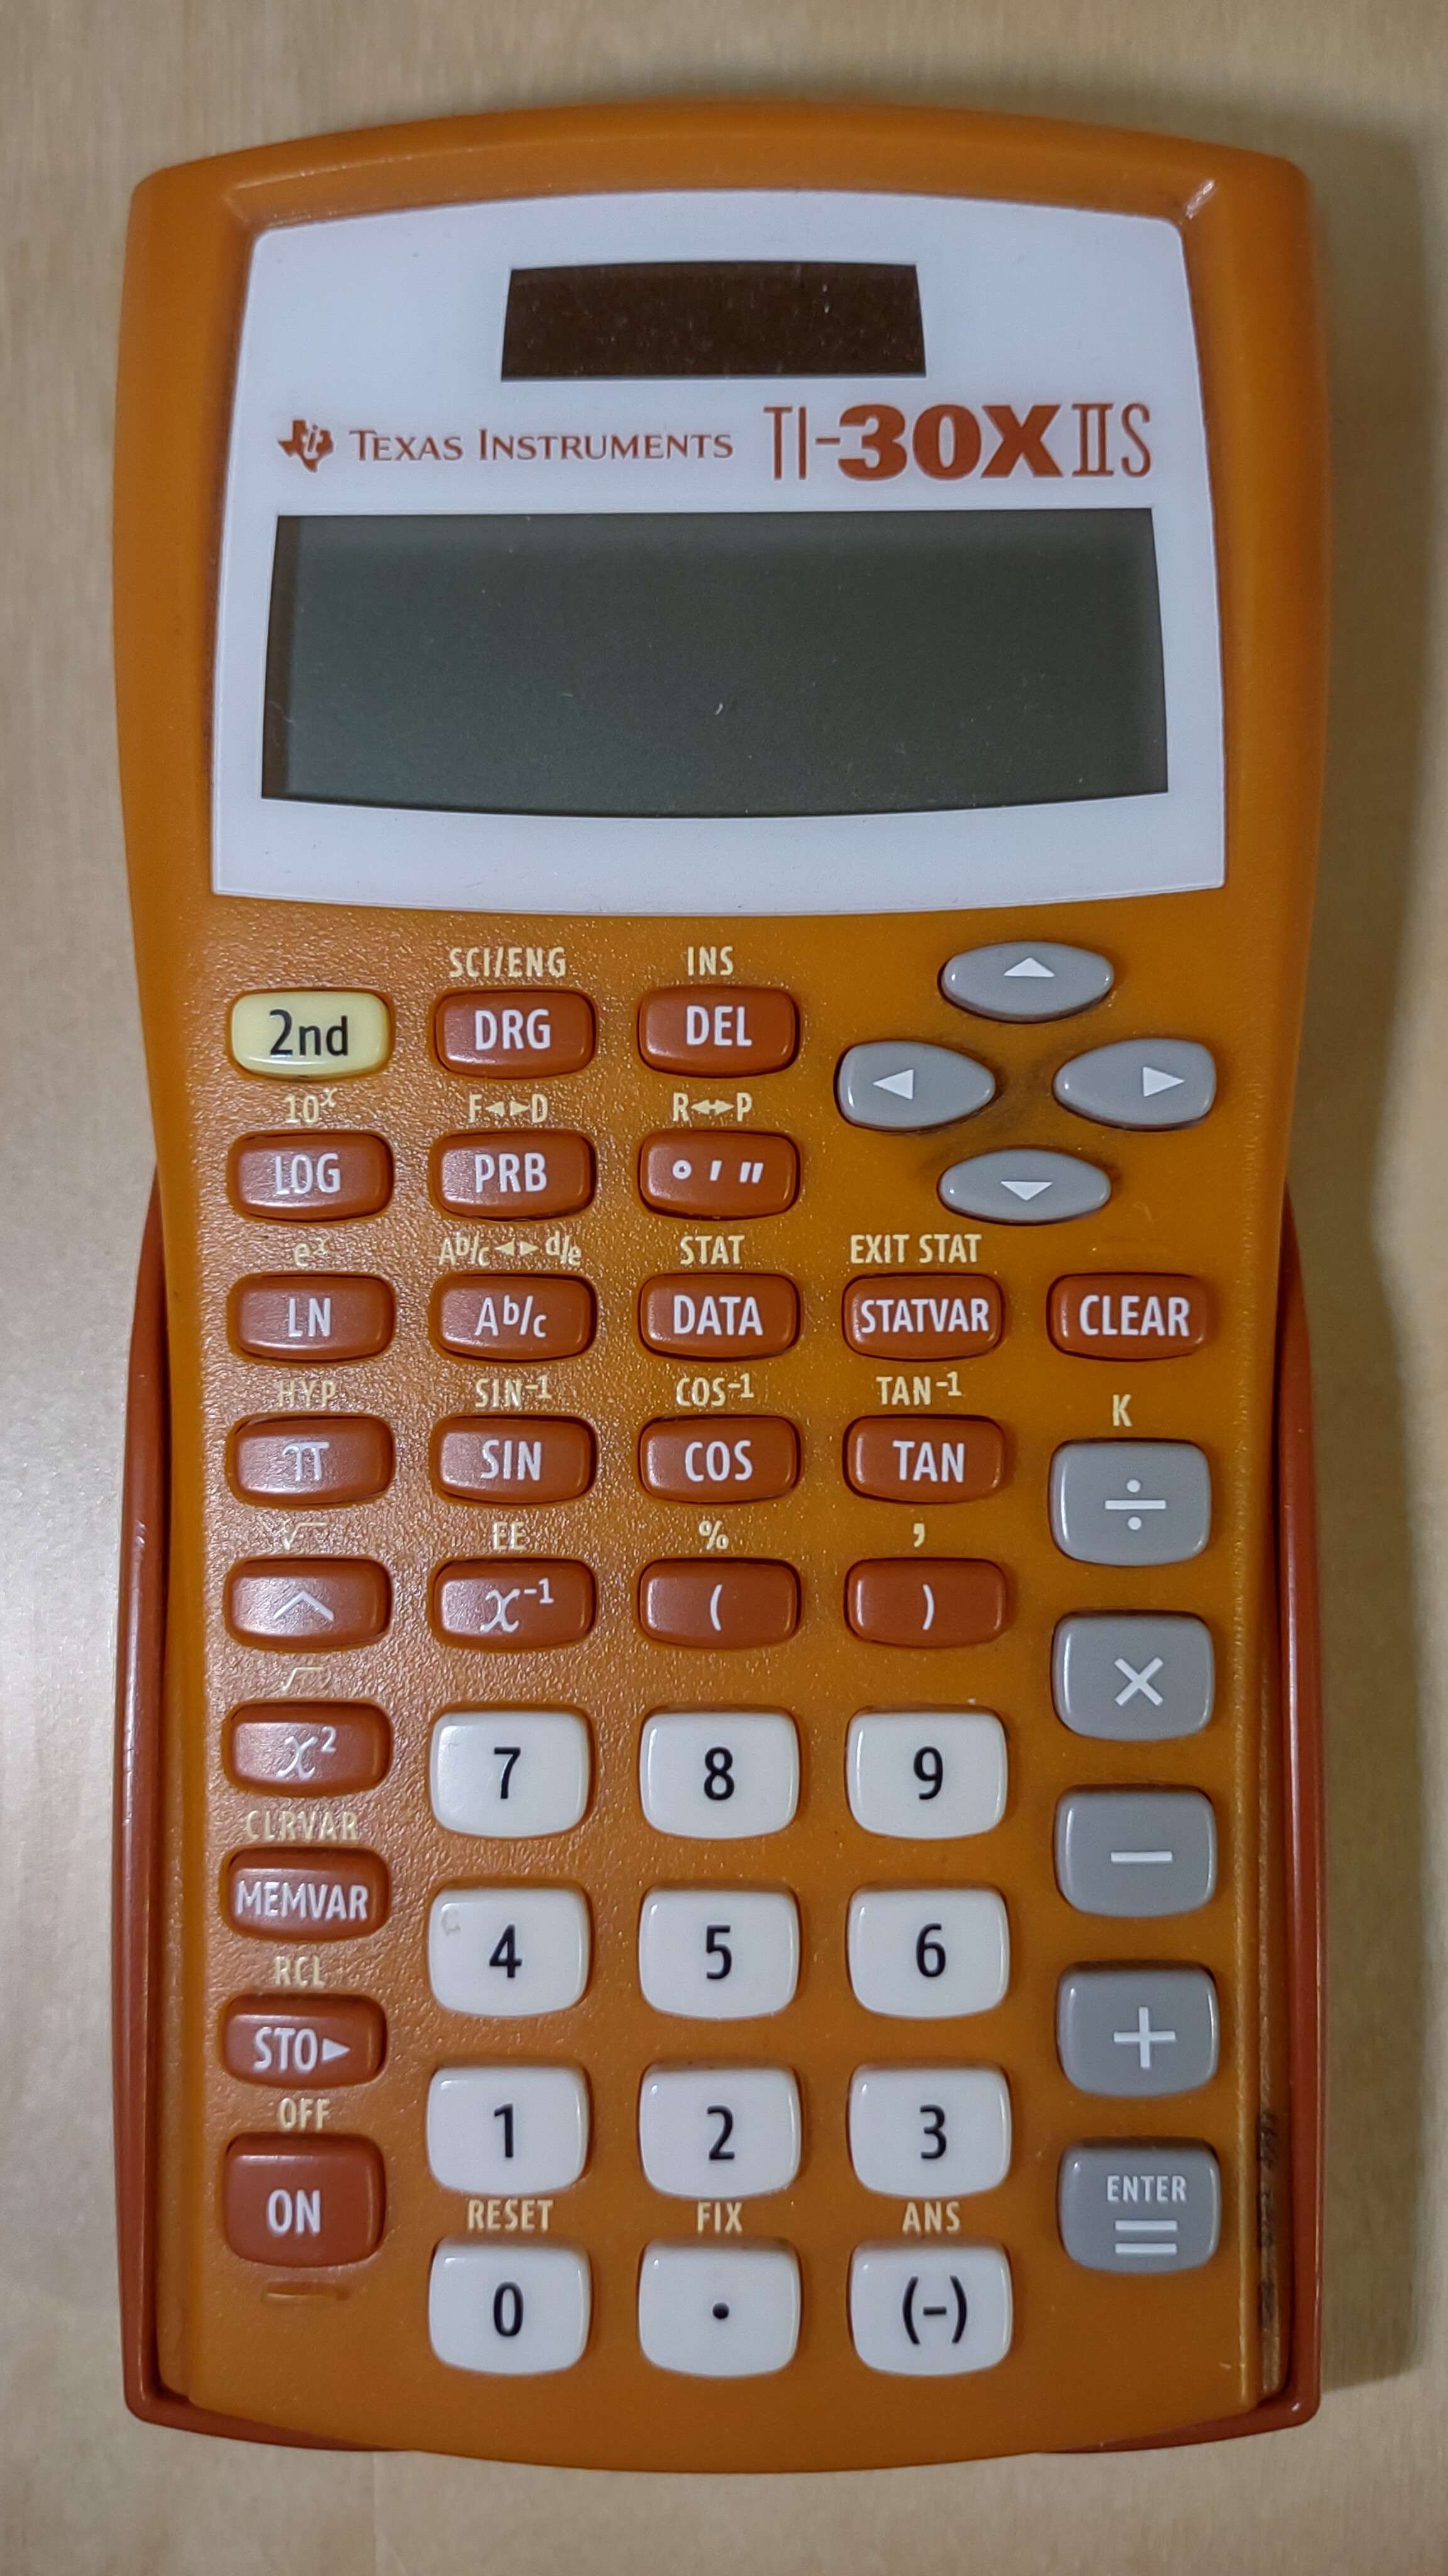 TEXAS INSTRUMENTS TI-30X IIS
SCI/ENG INS
2nd DRG DEL
10ˣ F◄►D R◄►P
LOG PRB ° ′ ″
eˣ Ab/c◄►d/e STAT EXIT STAT
LN Ab/c DATA STATVAR CLEAR
HYP SIN⁻¹ COS⁻¹ TAN⁻¹ K
π SIN COS TAN ÷
ˣ√ EE % ,
^ x⁻¹ ( ) ×
√
x² 7 8 9 −
CLRVAR
MEMVAR 4 5 6
RCL
STO► 1 2 3 +
OFF
ON ENTER =
RESET FIX ANS
0 . (-)